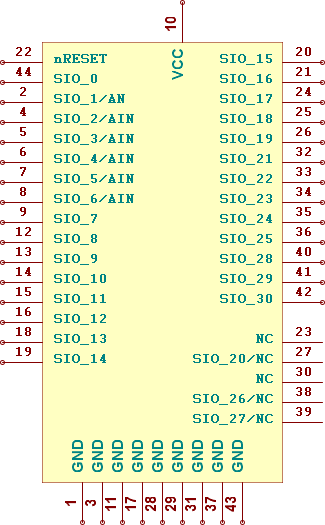 10
VCC
22 nRESET SIO_15 20
44 SIO_0 SIO_16 21
2 SIO_1/AN SIO_17 24
4 SIO_2/AIN SIO_18 25
5 SIO_3/AIN SIO_19 26
6 SIO_4/AIN SIO_21 32
7 SIO_5/AIN SIO_22 33
8 SIO_6/AIN SIO_23 34
9 SIO_7 SIO_24 35
12 SIO_8 SIO_25 36
13 SIO_9 SIO_28 40
14 SIO_10 SIO_29 41
15 SIO_11 SIO_30 42
16 SIO_12
18 SIO_13 NC 23
19 SIO_14 SIO_20/NC 27
NC 30
SIO_26/NC 38
SIO_27/NC 39
GND GND GND GND GND GND GND GND GND
1 3 11 17 28 29 31 37 43